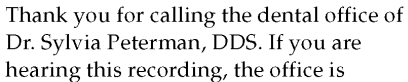 Thank you for calling the dental office of
Dr. Sylvia Peterman, DDS. If you are
hearing this recording, the office is